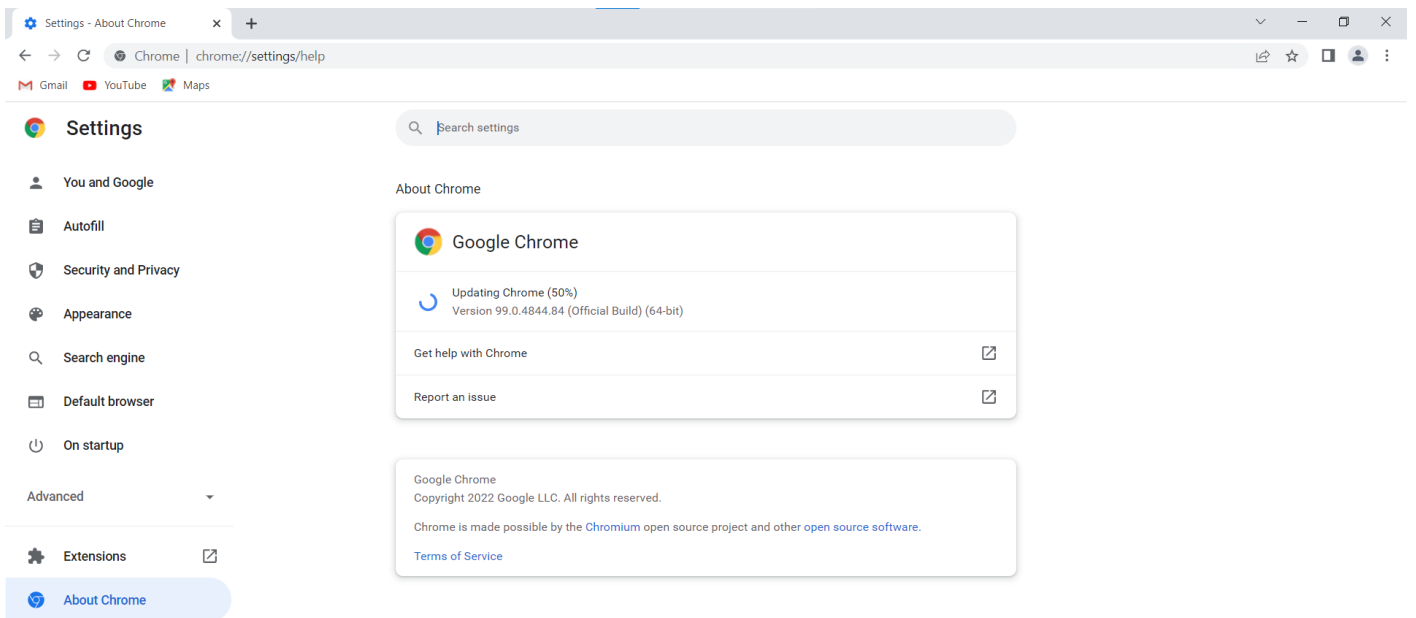 Settings - About Chrome
Chrome | chrome://settings/help
Gmail YouTube Maps
Settings
Search settings
You and Google
Autofill
Security and Privacy
Appearance
Search engine
Default browser
On startup
Advanced
Extensions
About Chrome
About Chrome
Google Chrome
Updating Chrome (50%)
Version 99.0.4844.84 (Official Build) (64-bit)
Get help with Chrome
Report an issue
Google Chrome
Copyright 2022 Google LLC. All rights reserved.
Chrome is made possible by the Chromium open source project and other open source software.
Terms of Service